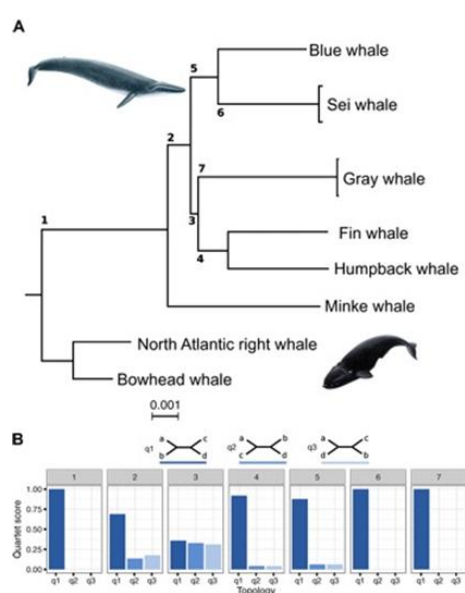 A
Blue whale
5
6
Sei whale
2
7
Gray whale
3
Fin whale
4
Humpback whale
1
Minke whale
North Atlantic right whale
Bowhead whale
0.001
B
q1 a b c d
q2 a c b d
q3 a d b c
1 2 3 4 5 6 7
Quartet score
1.00
0.75
0.50
0.25
0.00
q1 q2 q3 q1 q2 q3 q1 q2 q3 q1 q2 q3 q1 q2 q3 q1 q2 q3 q1 q2 q3
Topology